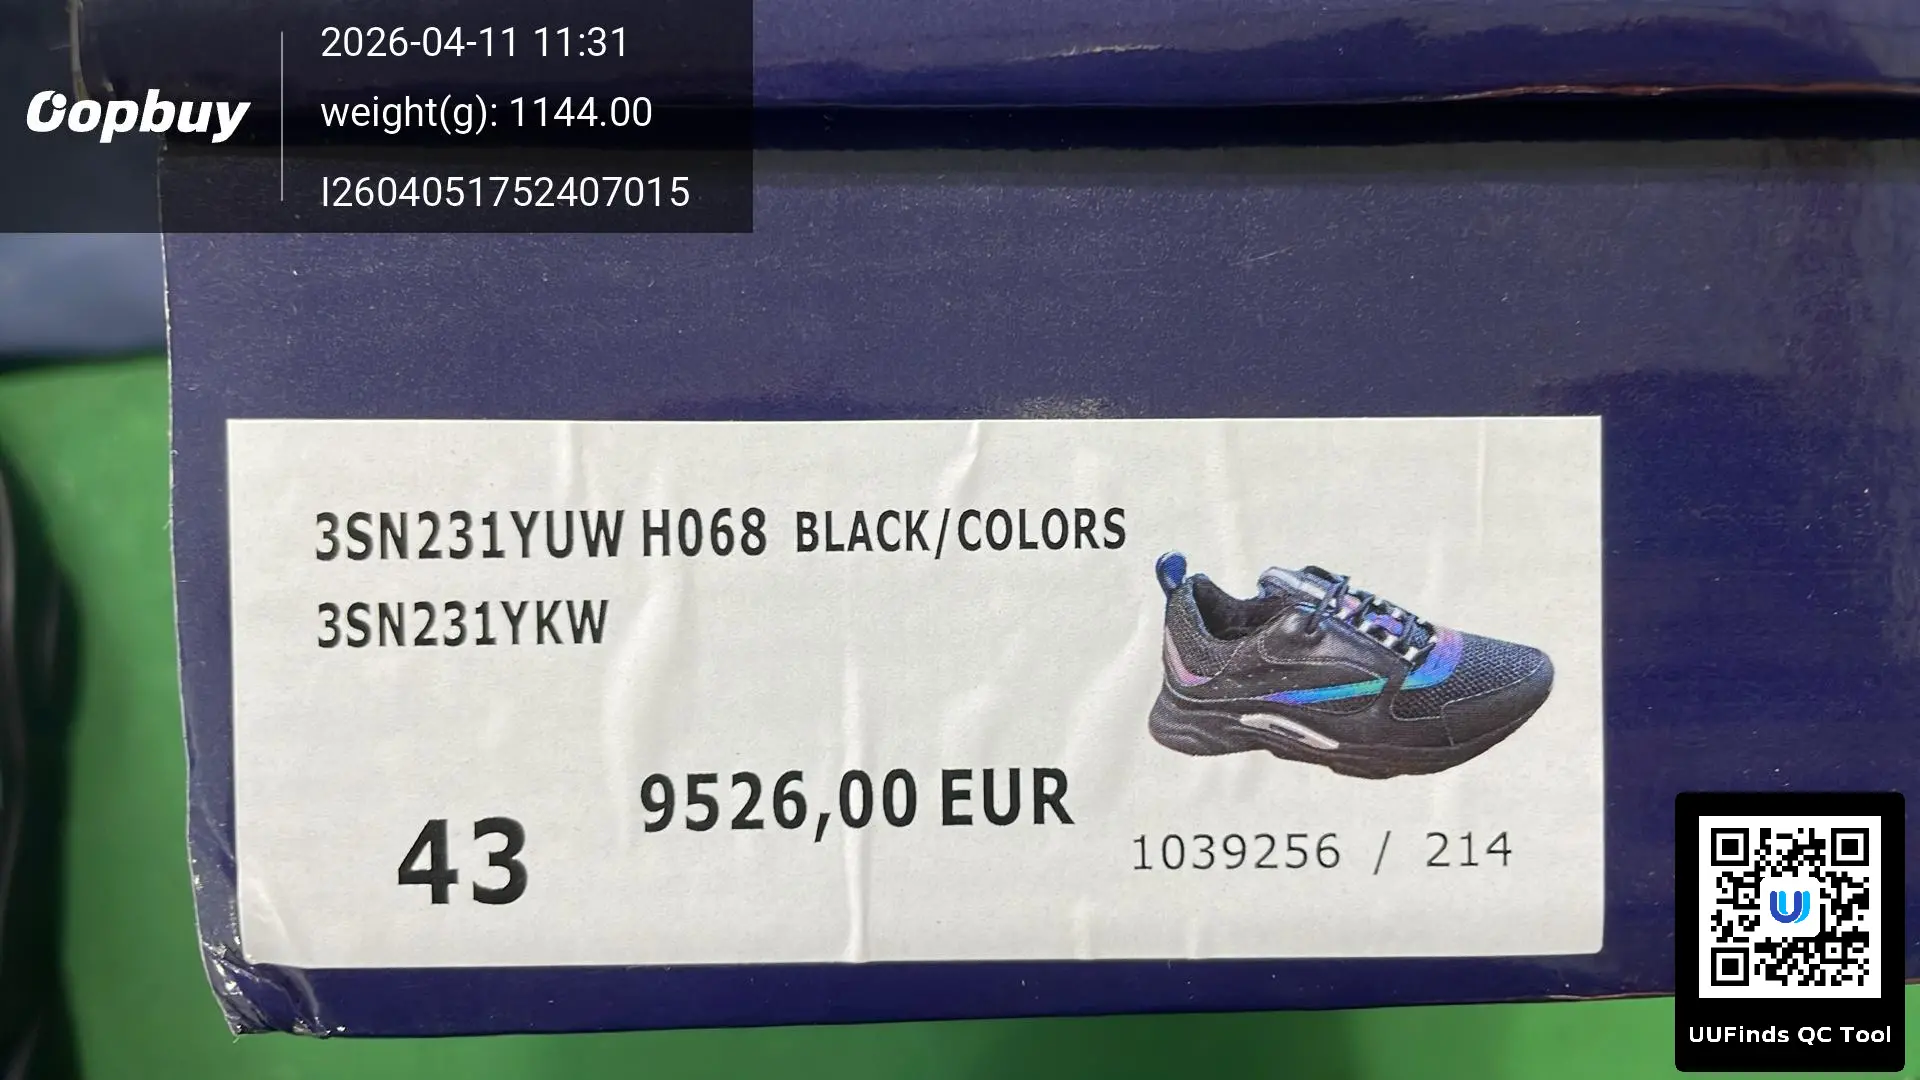 Oopbuy
2026-04-11 11:31
weight(g): 1144.00
I2604051752407015
3SN231YUW H068 BLACK/COLORS
3SN231YKW
43
9526,00 EUR
1039256 / 214
UUFinds QC Tool